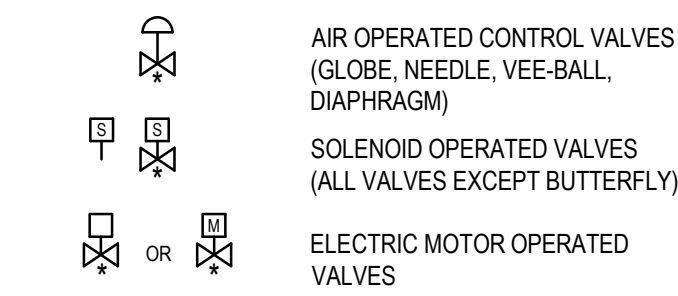 AIR OPERATED CONTROL VALVES
(GLOBE, NEEDLE, VEE-BALL,
DIAPHRAGM)
*
S S
SOLENOID OPERATED VALVES
(ALL VALVES EXCEPT BUTTERFLY)
*
M
OR
ELECTRIC MOTOR OPERATED
VALVES
* *